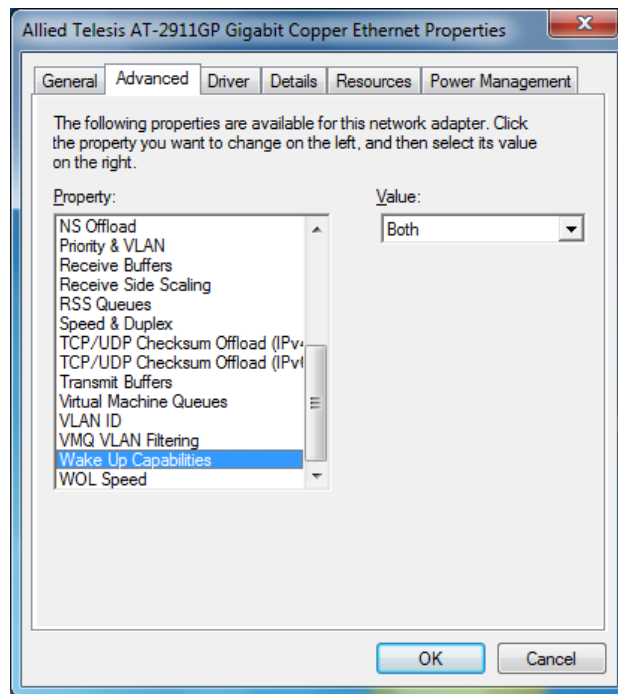 Allied Telesis AT-2911GP Gigabit Copper Ethernet Properties
General Advanced Driver Details Resources Power Management
The following properties are available for this network adapter. Click
the property you want to change on the left, and then select its value
on the right.
Property:
Value:
NS Offload
Priority & VLAN
Receive Buffers
Receive Side Scaling
RSS Queues
Speed & Duplex
TCP/UDP Checksum Offload (IPv4
TCP/UDP Checksum Offload (IPv6
Transmit Buffers
Virtual Machine Queues
VLAN ID
VMQ VLAN Filtering
Wake Up Capabilities
WOL Speed
Both
OK Cancel